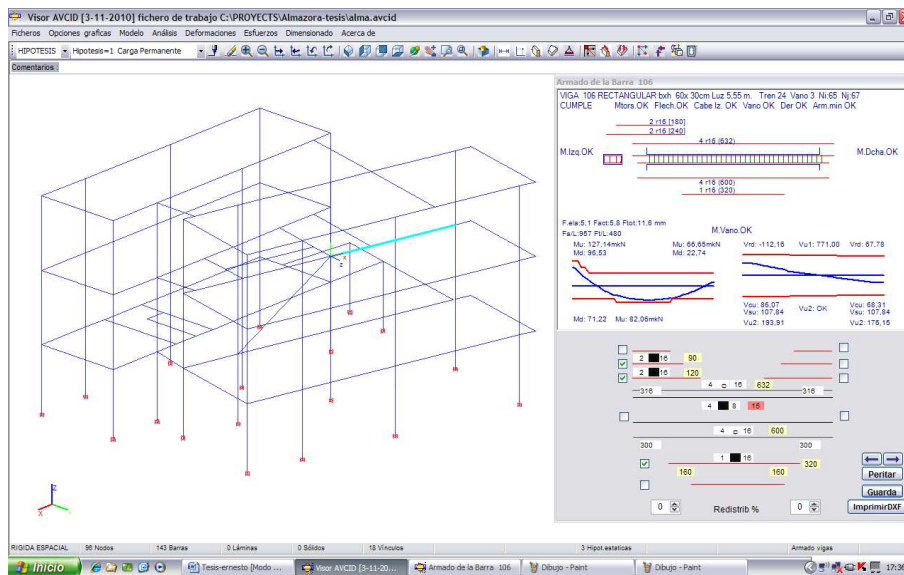 Visor AVCID [3-11-2010] fichero de trabajo C:\PROYECTS\Almazora-tesis\alma.avcid
Ficheros Opciones graficas Modelo Análisis Deformaciones Esfuerzos Dimensionado Acerca de
HIPOTESIS Hipotesis=1 Carga Permanente
Comentarios
Armado de la Barra 106
VIGA 106 RECTANGULAR bxh 60x 30cm Luz 5,55 m. Tren 24 Vano 3 Ni:65 Nj:67
CUMPLE Mtors.OK Flech.OK Cabe Iz. OK Vano OK Der OK Arm.min OK
2 r16 [180]
2 r16 [240]
4 r16 (632)
M.Izq.OK M.Dcha.OK
4 r16 (600)
1 r16 (320)
F.ela:5,1 Fact:5,8 Flot:11,6 mm
Fa/L:957 Ft/L:480
M.Vano.OK
Mu: 127,14mkN Mu: 66,65mkN Vrd: -112,16 Vu1: 771,00 Vrd: 67,78
Md: 96,53 Md: 22,74
Md: 71,22 Mu: 82,06mkN
Vcu: 85,07 Vcu: 68,31
Vsu: 107,84 Vu2: OK Vsu: 107,84
Vu2: 193,91 Vu2: 176,15
2 16 90
2 16 120
4 16 632
316 316
4 8 15
4 16 600
300 300
1 16 320
160 160
Peritar
Guarda
0 Redistrib % 0 ImprimirDXF
X Y Z
RIGIDA ESPACIAL 96 Nodos 143 Barras 0 Láminas 0 Sólidos 18 Vínculos 3 Hipot.estaticas Armado vigas
Inicio Tesis-ernesto [Modo ... Visor AVCID [3-11-20... Armado de la Barra 106 Dibujo - Paint Dibujo - Paint 17:36